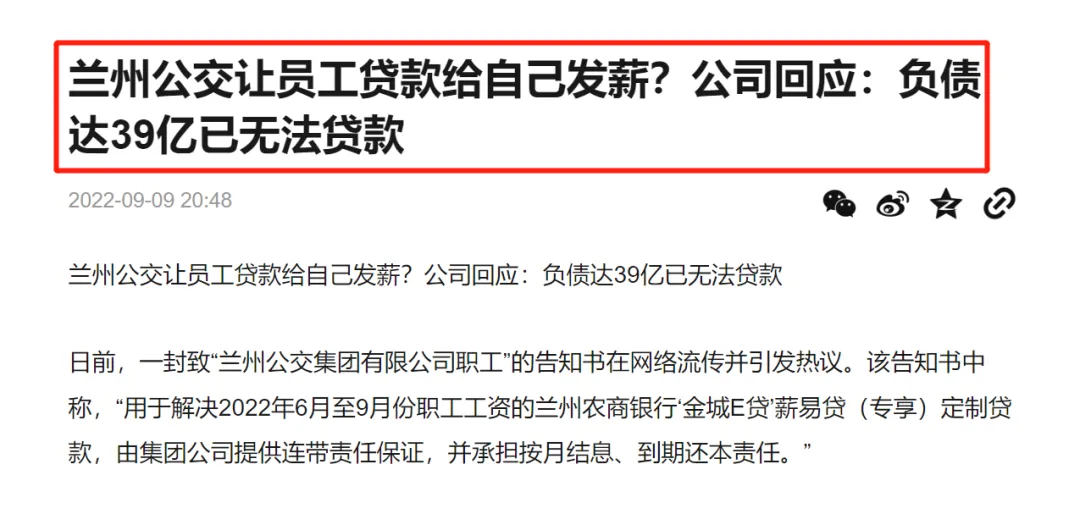 兰州公交让员工贷款给自己发薪？公司回应：负债
达39亿已无法贷款
2022-09-09 20:48
兰州公交让员工贷款给自己发薪？公司回应：负债达39亿已无法贷款
日前，一封致“兰州公交集团有限公司职工”的告知书在网络流传并引发热议。该告知书中
称，“用于解决2022年6月至9月份职工工资的兰州农商银行‘金城E贷’薪易贷（专享）定制贷
款，由集团公司提供连带责任保证，并承担按月结息、到期还本责任。”